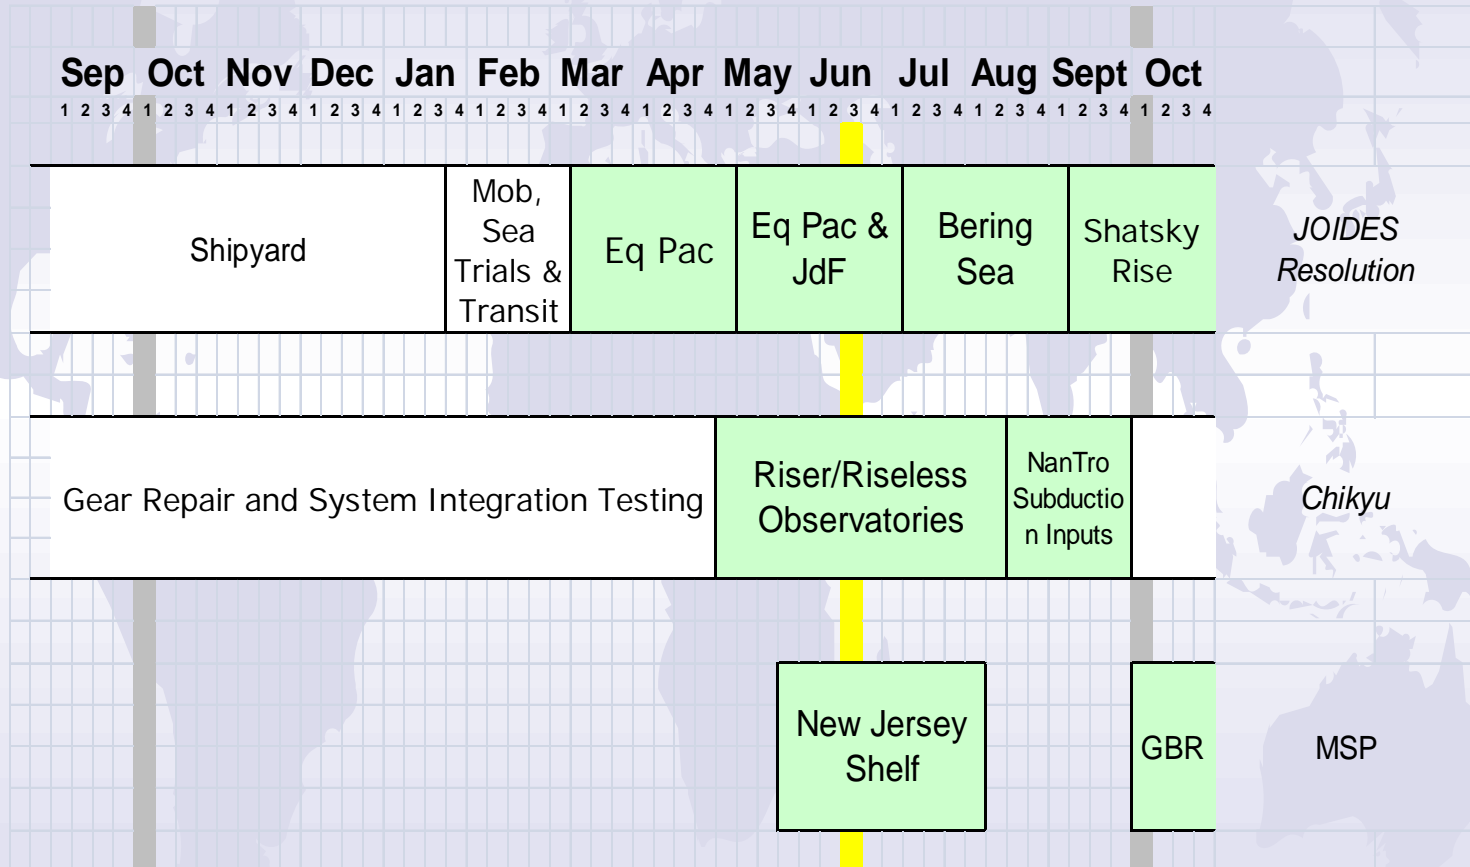 Sep Oct Nov Dec Jan Feb Mar Apr May Jun Jul Aug Sept Oct
1 2 3 4 1 2 3 4 1 2 3 4 1 2 3 4 1 2 3 4 1 2 3 4 1 2 3 4 1 2 3 4 1 2 3 4 1 2 3 4 1 2 3 4 1 2 3 4 1 2 3 4 1 2 3 4
Shipyard
Mob,
Sea
Trials &
Transit
Eq Pac
Eq Pac &
JdF
Bering
Sea
Shatsky
Rise
JOIDES
Resolution
Gear Repair and System Integration Testing
Riser/Riseless
Observatories
NanTro
Subductio
n Inputs
Chikyu
New Jersey
Shelf
GBR
MSP